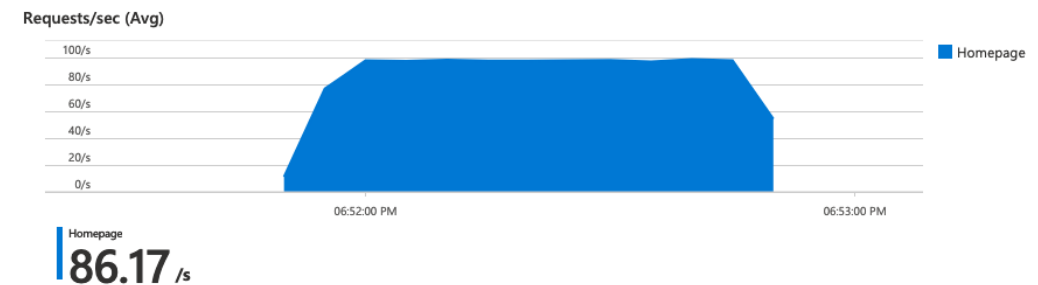 Requests/sec (Avg)
100/s
Homepage
80/s
60/s
40/s
20/s
0/s
06:52:00 PM 06:53:00 PM
Homepage
86.17 /s